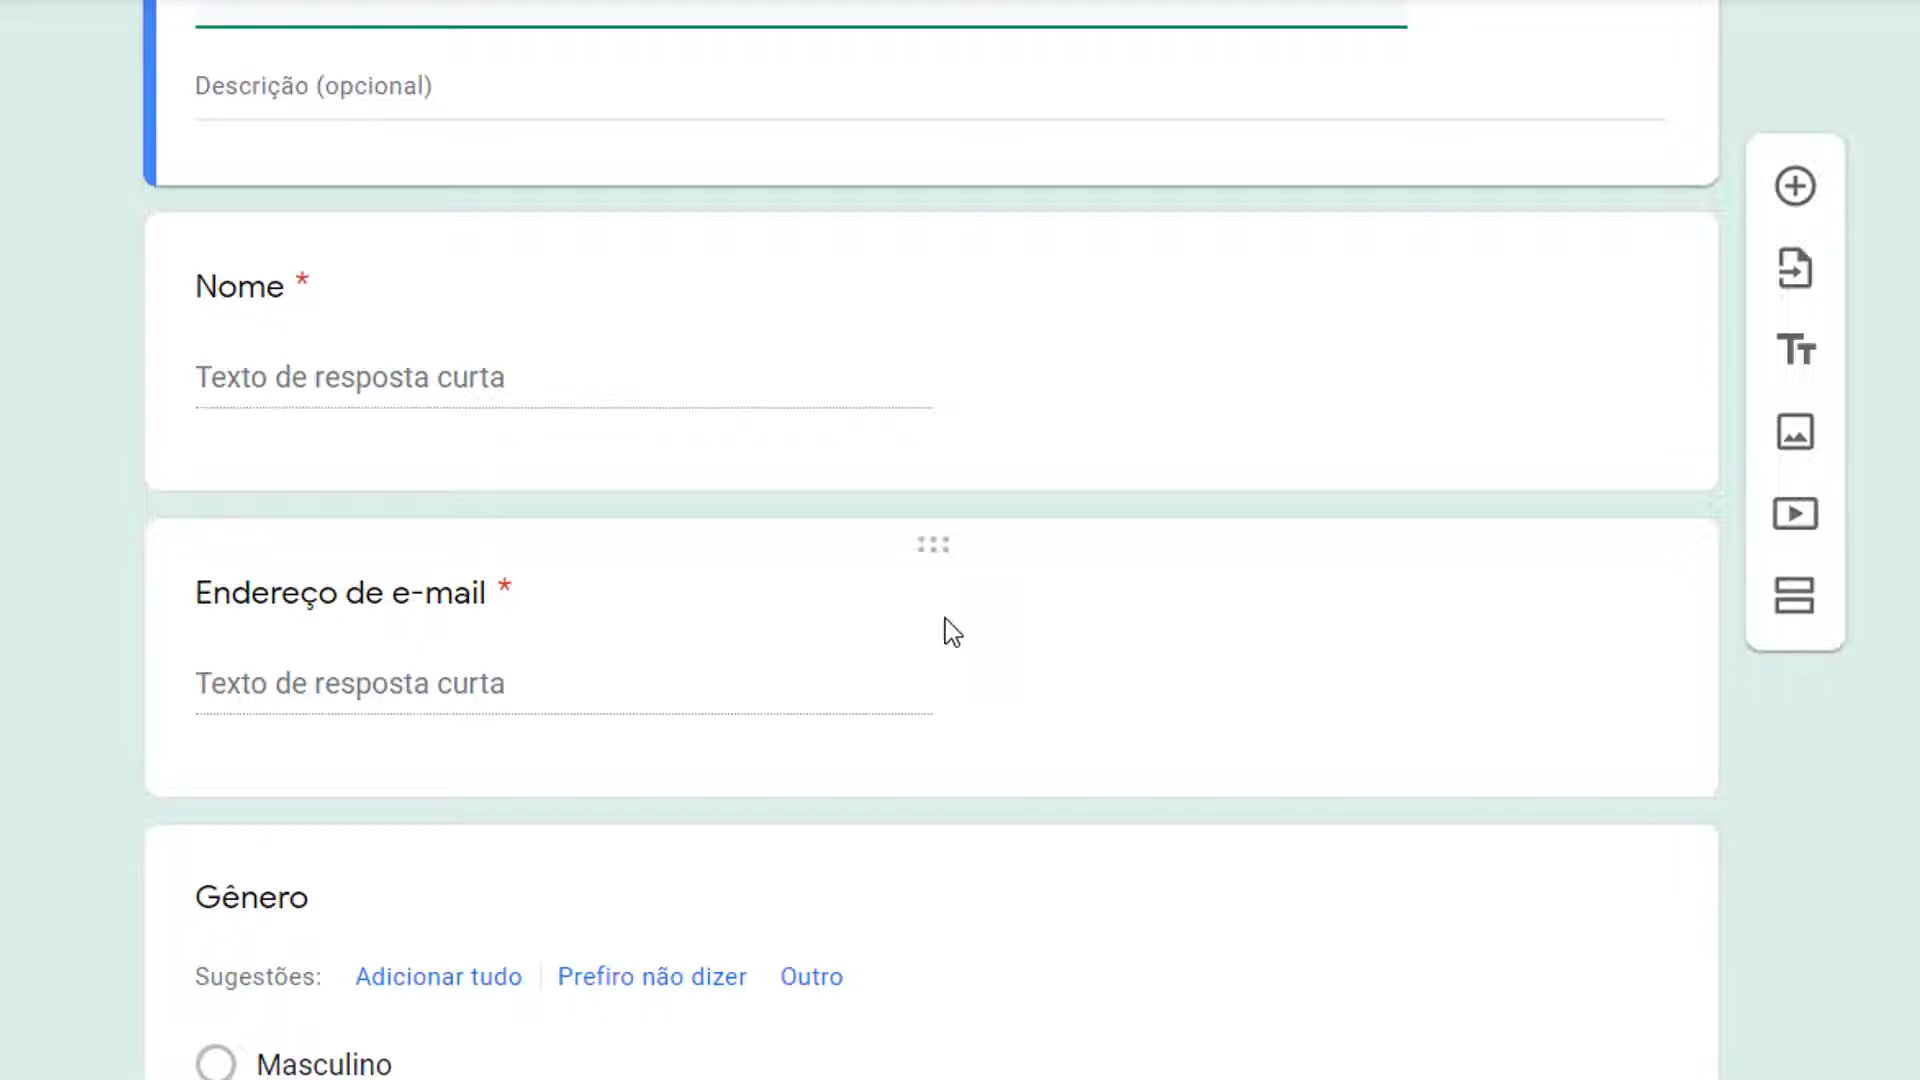 Descrição (opcional)
Nome *
Texto de resposta curta
Endereço de e-mail *
Texto de resposta curta
Gênero
Sugestões: Adicionar tudo Prefiro não dizer Outro
Masculino